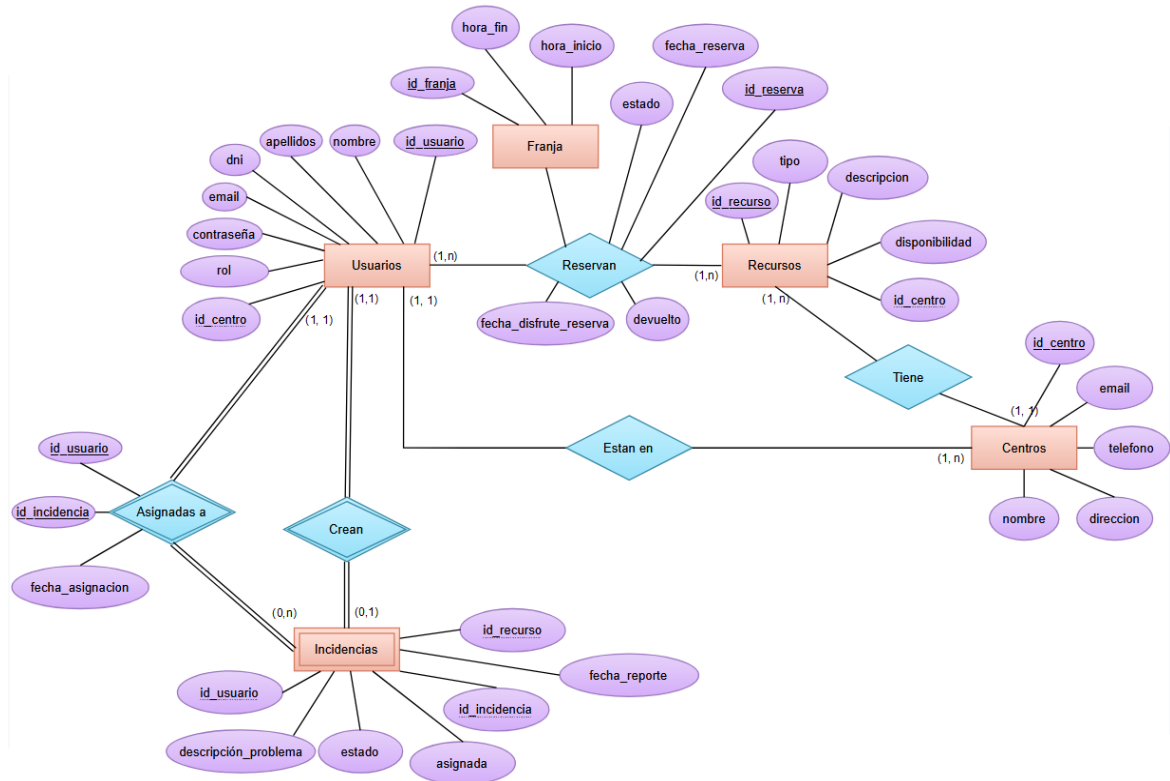 hora_fin
hora_inicio
fecha_reserva
id_franja
id_reserva
estado
Franja
apellidos
nombre
id_usuario
dni
tipo
descripcion
email
id_recurso
contraseña
disponibilidad
rol
Usuarios
(1,n)
Reservan
(1,n)
Recursos
id_centro
(1, 1)
(1,1)
(1, 1)
fecha_disfrute_reserva
devuelto
(1, n)
id_centro
id_centro
Tiene
email
(1, 1)
id_usuario
Estan en
(1, n)
Centros
telefono
id_incidencia
Asignadas a
Crean
nombre
direccion
fecha_asignacion
(0,n)
(0,1)
id_recurso
Incidencias
fecha_reporte
id_usuario
id_incidencia
descripción_problema
estado
asignada